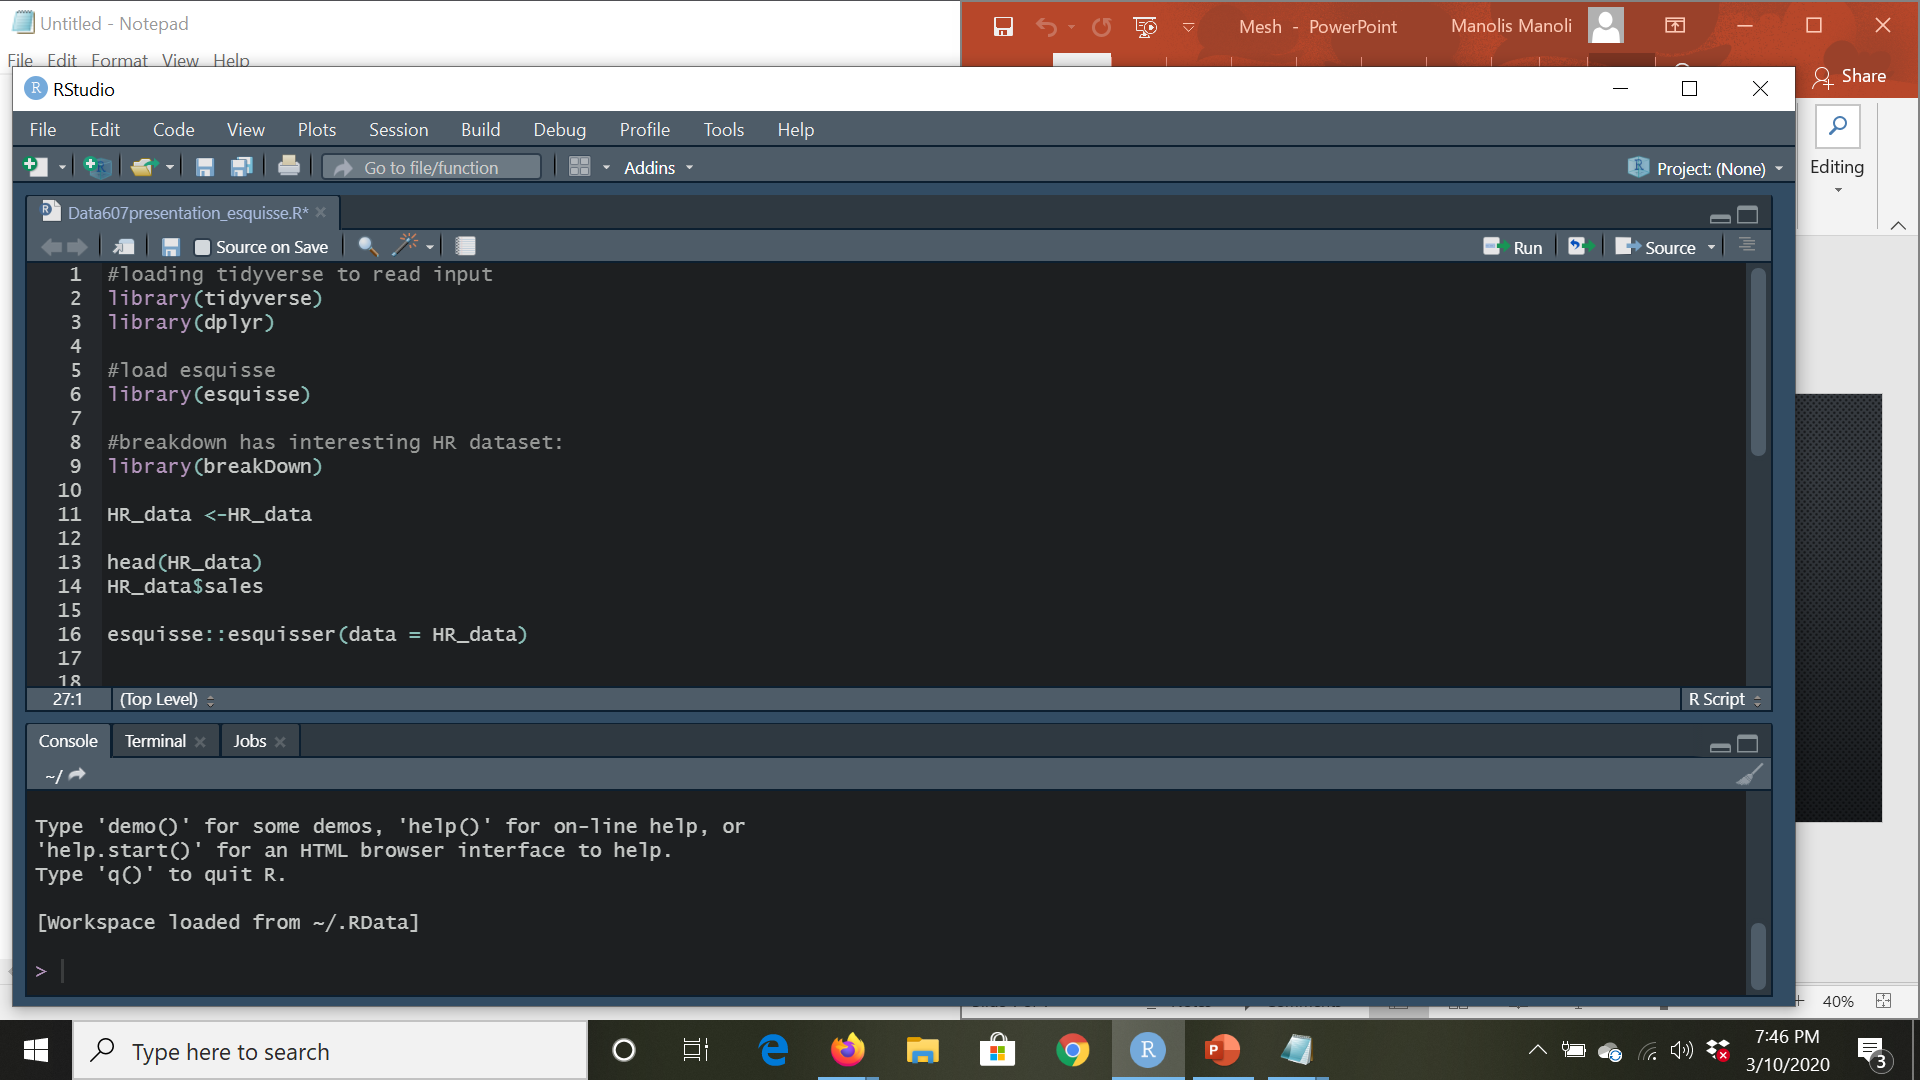 Untitled - Notepad
File Edit Format View Help
Mesh - PowerPoint
Manolis Manoli
Share
Editing
RStudio
File Edit Code View Plots Session Build Debug Profile Tools Help
Go to file/function
Addins
Project: (None)
Data607presentation_esquisse.R*
Source on Save
Run
Source
1 #loading tidyverse to read input
2 library(tidyverse)
3 library(dplyr)
4
5 #load esquisse
6 library(esquisse)
7
8 #breakdown has interesting HR dataset:
9 library(breakDown)
10
11 HR_data <-HR_data
12
13 head(HR_data)
14 HR_data$sales
15
16 esquisse::esquisser(data = HR_data)
17
18
27:1 (Top Level) R Script
Console Terminal Jobs
~/
Type 'demo()' for some demos, 'help()' for on-line help, or
'help.start()' for an HTML browser interface to help.
Type 'q()' to quit R.
[Workspace loaded from ~/.RData]
>
40%
Type here to search
7:46 PM
3/10/2020
3